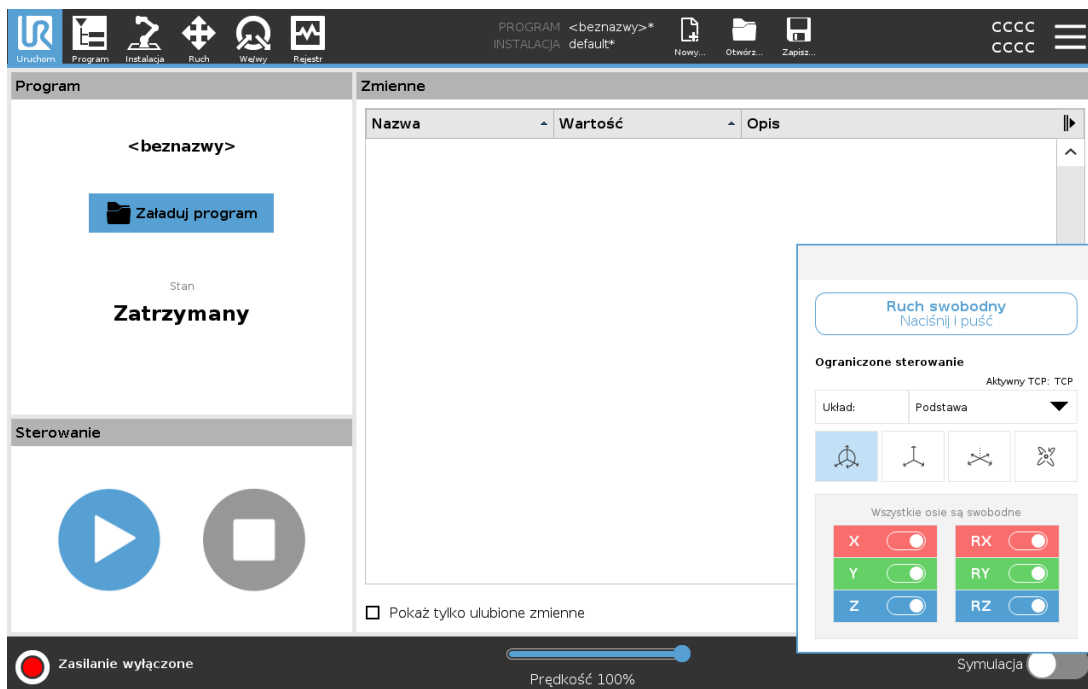 PROGRAM <beznazwy>*
INSTALACJA default*
CCCC
CCCC
Uruchom Program Instalacja Ruch We/wy Rejestr Nowy... Otwórz... Zapisz...
Program
Zmienne
Nazwa Wartość Opis
<beznazwy>
Załaduj program
Stan
Zatrzymany
Ruch swobodny
Naciśnij i puść
Ograniczone sterowanie
Aktywny TCP: TCP
Układ: Podstawa
Sterowanie
Wszystkie osie są swobodne
X RX
Y RY
Z RZ
Pokaż tylko ulubione zmienne
Zasilanie wyłączone
Prędkość 100%
Symulacja